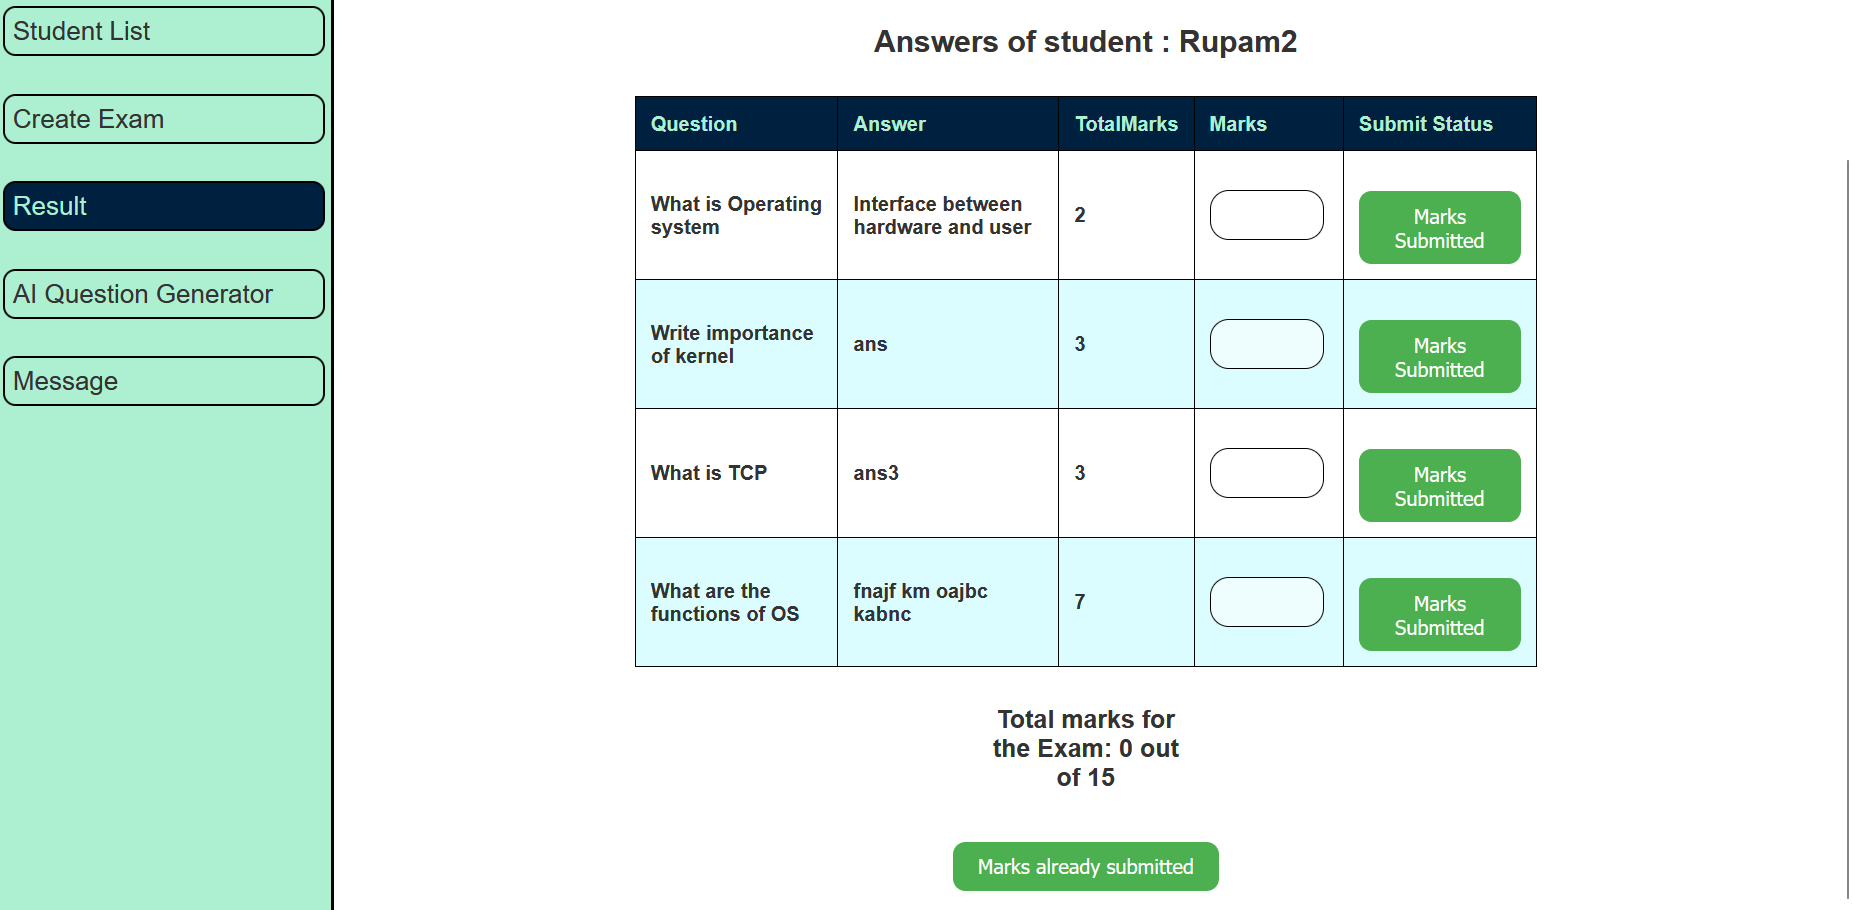 Student List
Create Exam
Result
AI Question Generator
Message
Answers of student : Rupam2
Question Answer TotalMarks Marks Submit Status
What is Operating
system
Interface between
hardware and user
2
Marks
Submitted
Write importance
of kernel
ans
3
Marks
Submitted
What is TCP
ans3
3
Marks
Submitted
What are the
functions of OS
fnajf km oajbc
kabnc
7
Marks
Submitted
Total marks for
the Exam: 0 out
of 15
Marks already submitted